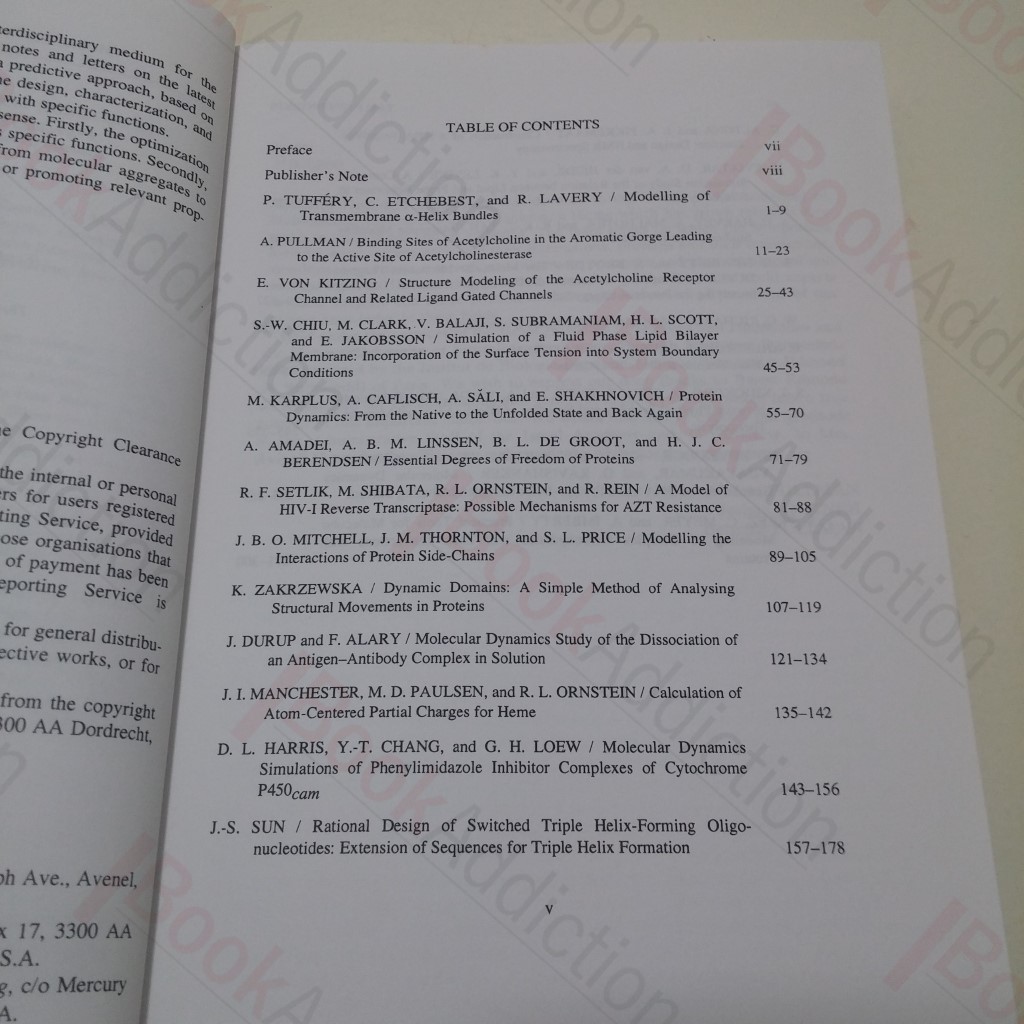 terdisciplinary medium for the
notes and letters on the latest
predictive approach, based on
design, characterization, and
with specific functions.
sense. Firstly, the optimization
specific functions. Secondly,
from molecular aggregates to
or promoting relevant prop-
e Copyright Clearance
the internal or personal
ers for users registered
ting Service, provided
ose organisations that
of payment has been
eporting Service is
for general distribu-
ective works, or for
from the copyright
300 AA Dordrecht,
ph Ave., Avenel,
x 17, 3300 AA
S.A.
g, c/o Mercury
A.
TABLE OF CONTENTS
Preface vii
Publisher's Note viii
P. TUFFÉRY, C. ETCHEBEST, and R. LAVERY / Modelling of
Transmembrane α-Helix Bundles 1–9
A. PULLMAN / Binding Sites of Acetylcholine in the Aromatic Gorge Leading
to the Active Site of Acetylcholinesterase 11–23
E. VON KITZING / Structure Modeling of the Acetylcholine Receptor
Channel and Related Ligand Gated Channels 25–43
S.-W. CHIU, M. CLARK, V. BALAJI, S. SUBRAMANIAM, H. L. SCOTT,
and E. JAKOBSSON / Simulation of a Fluid Phase Lipid Bilayer
Membrane: Incorporation of the Surface Tension into System Boundary
Conditions 45–53
M. KARPLUS, A. CAFLISCH, A. SǍLI, and E. SHAKHNOVICH / Protein
Dynamics: From the Native to the Unfolded State and Back Again 55–70
A. AMADEI, A. B. M. LINSSEN, B. L. DE GROOT, and H. J. C.
BERENDSEN / Essential Degrees of Freedom of Proteins 71–79
R. F. SETLIK, M. SHIBATA, R. L. ORNSTEIN, and R. REIN / A Model of
HIV-I Reverse Transcriptase: Possible Mechanisms for AZT Resistance 81–88
J. B. O. MITCHELL, J. M. THORNTON, and S. L. PRICE / Modelling the
Interactions of Protein Side-Chains 89–105
K. ZAKRZEWSKA / Dynamic Domains: A Simple Method of Analysing
Structural Movements in Proteins 107–119
J. DURUP and F. ALARY / Molecular Dynamics Study of the Dissociation of
an Antigen–Antibody Complex in Solution 121–134
J. I. MANCHESTER, M. D. PAULSEN, and R. L. ORNSTEIN / Calculation of
Atom-Centered Partial Charges for Heme 135–142
D. L. HARRIS, Y.-T. CHANG, and G. H. LOEW / Molecular Dynamics
Simulations of Phenylimidazole Inhibitor Complexes of Cytochrome
P450cam 143–156
J.-S. SUN / Rational Design of Switched Triple Helix-Forming Oligo-
nucleotides: Extension of Sequences for Triple Helix Formation 157–178
v
BookAddiction